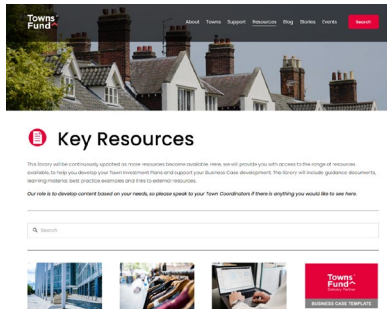 Towns
Fund
About Towns Support Resources Blog Stories Events Search
Key Resources
This library will be continuously updated as more resources become available. Here, we will provide you with access to the range of resources
available, to help you develop your Town Investment Plans and support your Business Case development. The library will include guidance documents,
learning material, best practice examples and links to external resources.
Our role is to develop content based on your needs, so please speak to your Town Coordinators if there is anything you would like to see here.
Search
Towns
Fund
Delivery Partner
BUSINESS CASE TEMPLATE